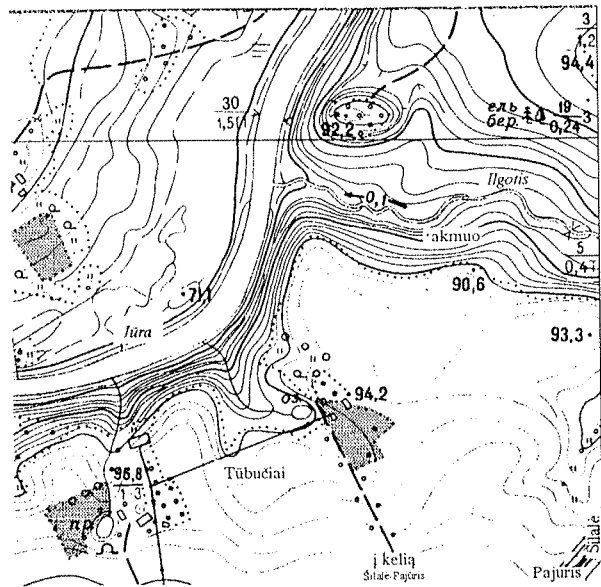 3
1,2
94,4
30
1,5
92,2
ель
бер.
19
0,24
3
Ilgotis
0,1
akmuo
5
0,4
71,1
90,6
Jūra
93,3
94,2
Tūbučiai
96,8
1-3
пр.
į kelią
Šilalė-Pajūris
Pajūris
Šilalė